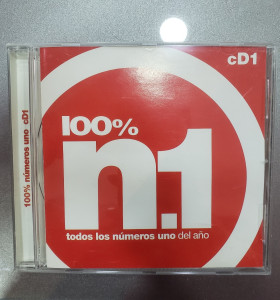 cD1
100%
n.1
todos los números uno del año
100% números uno cD1